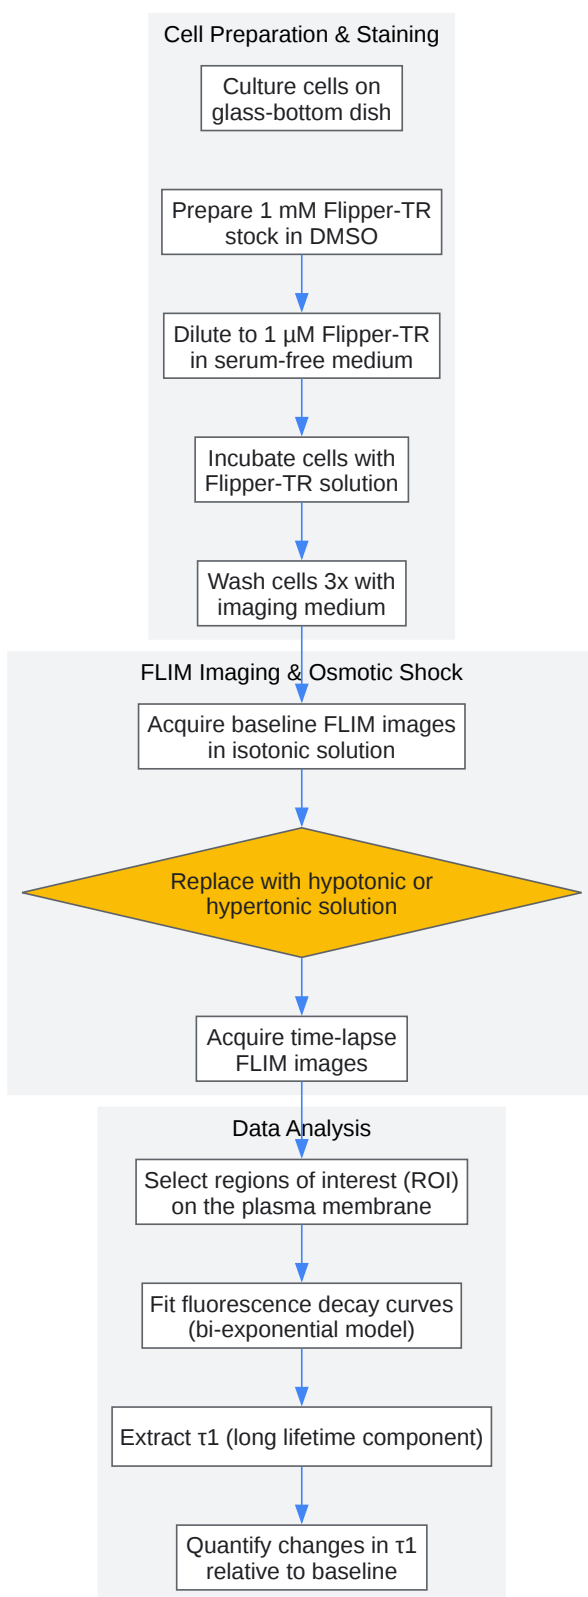 Cell Preparation & Staining
Culture cells on
glass-bottom dish
Prepare 1 mM Flipper-TR
stock in DMSO
Dilute to 1 µM Flipper-TR
in serum-free medium
Incubate cells with
Flipper-TR solution
Wash cells 3x with
imaging medium
FLIM Imaging & Osmotic Shock
Acquire baseline FLIM images
in isotonic solution
Replace with hypotonic or
hypertonic solution
Acquire time-lapse
FLIM images
Data Analysis
Select regions of interest (ROI)
on the plasma membrane
Fit fluorescence decay curves
(bi-exponential model)
Extract τ1 (long lifetime component)
Quantify changes in τ1
relative to baseline